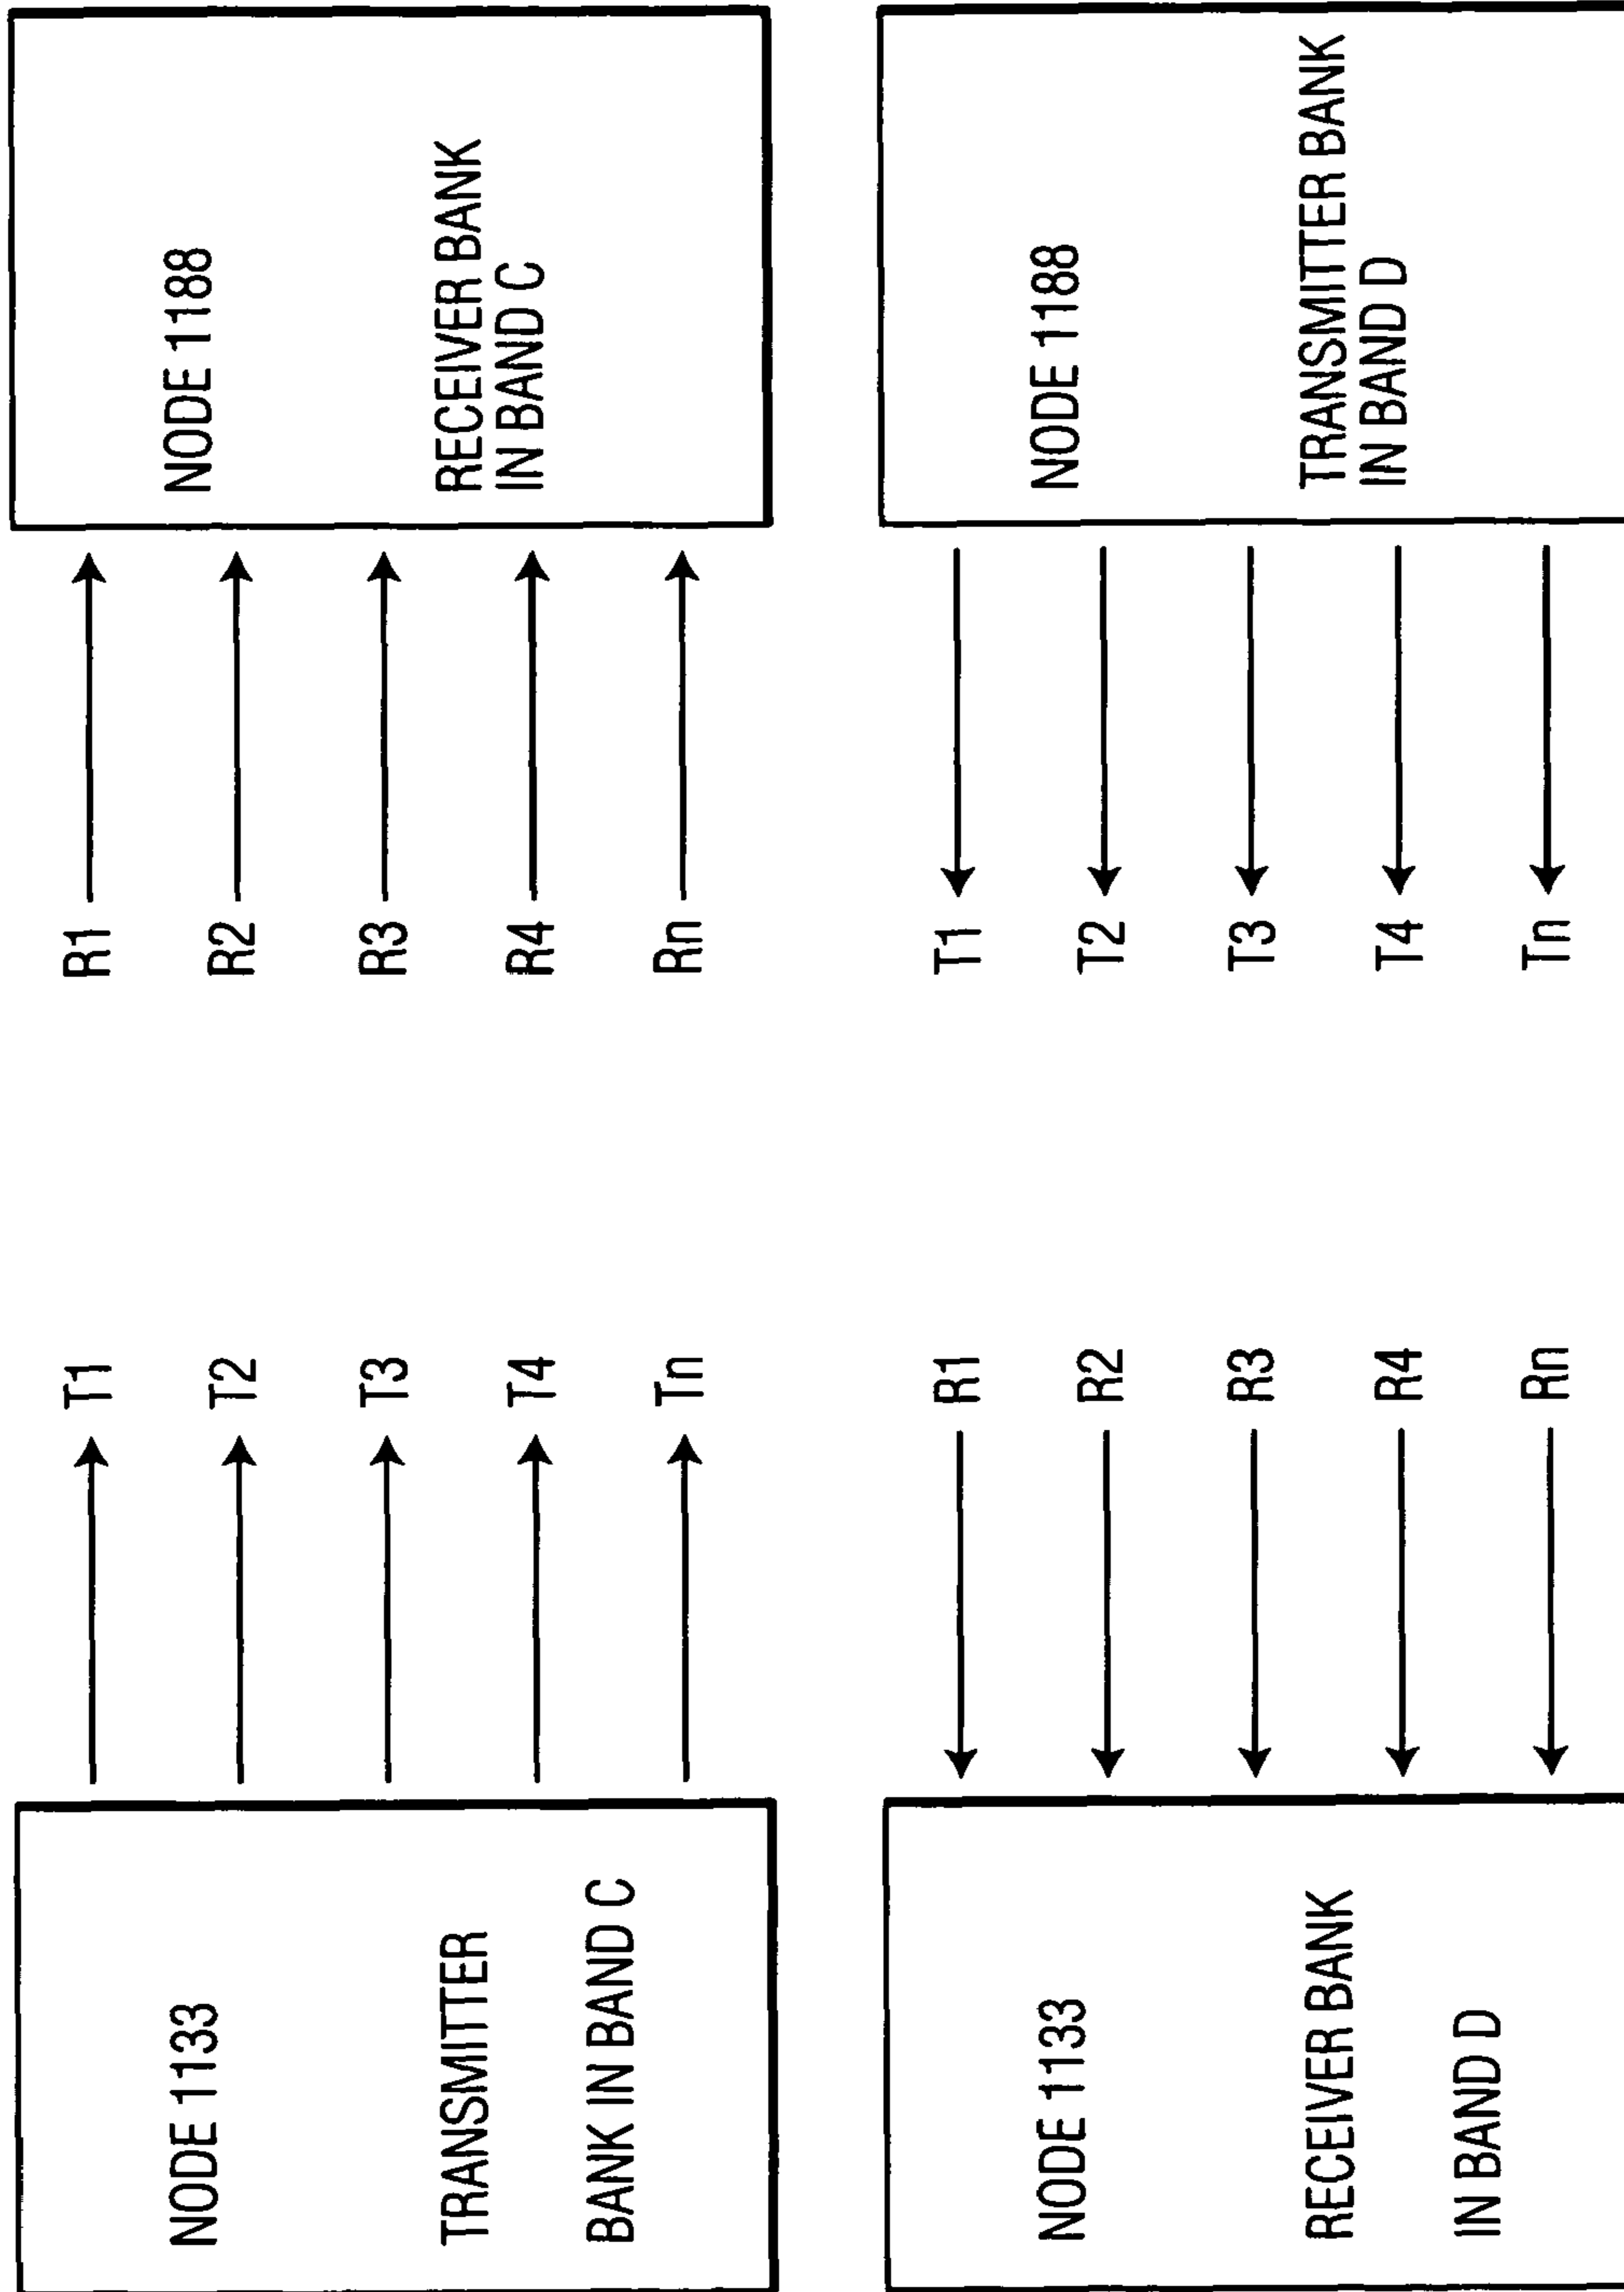 NODE 1133
TRANSMITTER
BANK IN BAND C
T1
T2
T3
T4
Tn
R1
R2
R3
R4
Rn
NODE 1188
RECEIVER BANK
IN BAND C
NODE 1133
RECEIVER BANK
IN BAND D
R1
R2
R3
R4
Rn
T1
T2
T3
T4
Tn
NODE 1188
TRANSMITTER BANK
IN BAND D